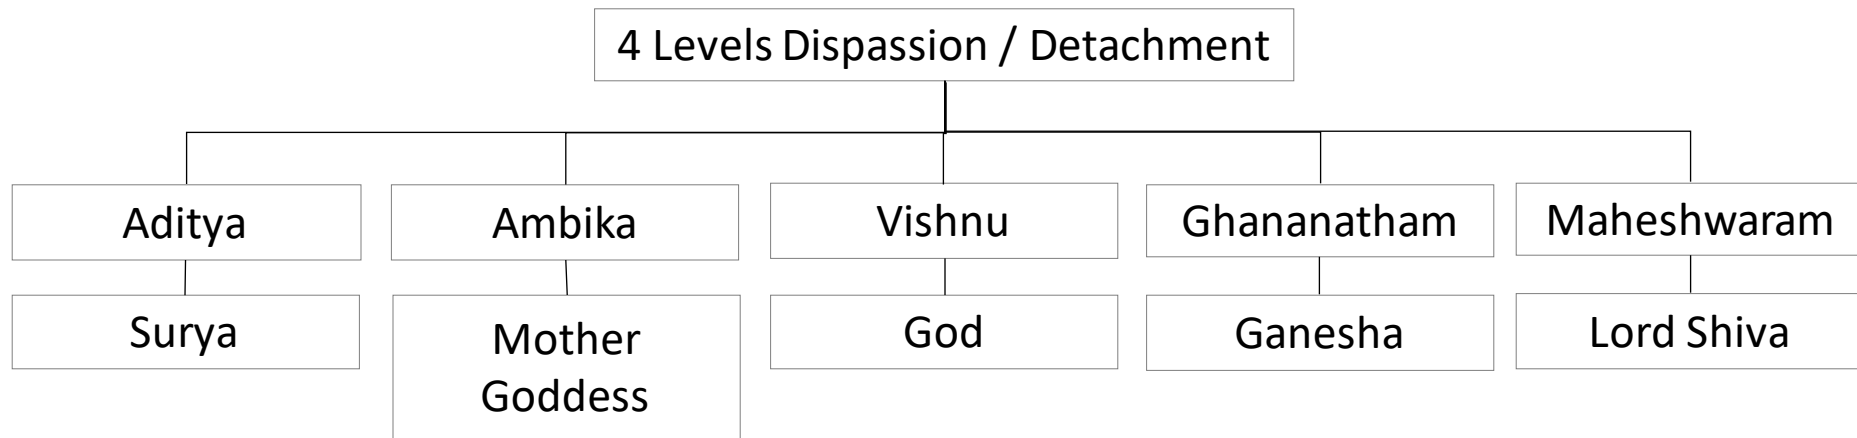 4 Levels Dispassion / Detachment
Aditya
Ambika
Vishnu
Ghananatham
Maheshwaram
Surya
Mother
Goddess
God
Ganesha
Lord Shiva